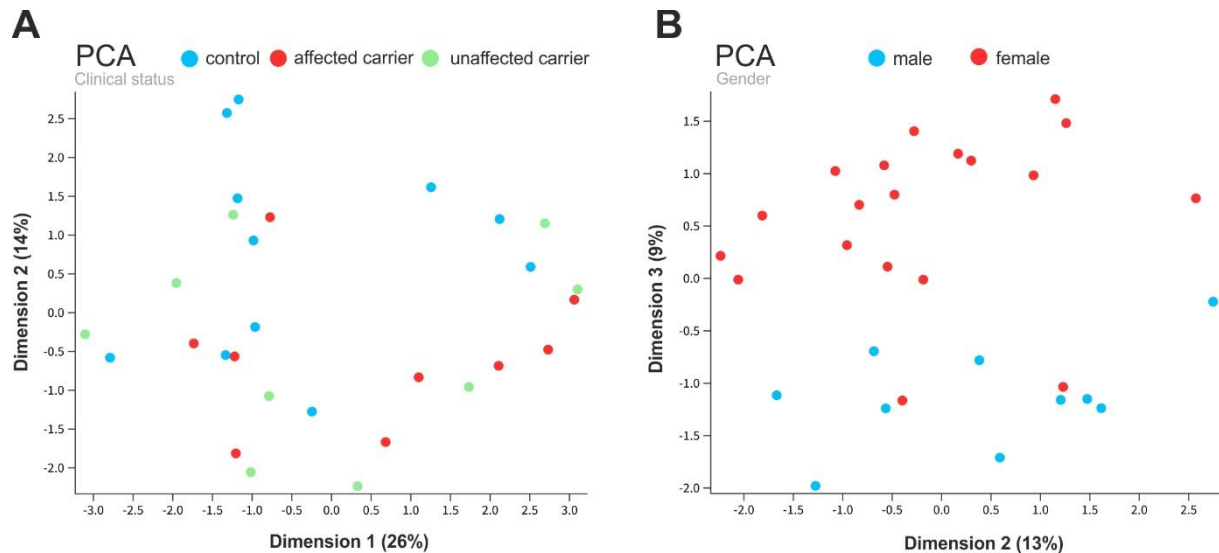 A
PCA
Clinical status
control
affected carrier
unaffected carrier
2.5
2.0
1.5
1.0
0.5
0.0
-0.5
-1.0
-1.5
-2.0
Dimension 2 (14%)
-3.0 -2.5 -2.0 -1.5 -1.0 -0.5 0.0 0.5 1.0 1.5 2.0 2.5 3.0
Dimension 1 (26%)
B
PCA
Gender
male
female
1.5
1.0
0.5
0.0
-0.5
-1.0
-1.5
-2.0
Dimension 3 (9%)
-2.0 -1.5 -1.0 -0.5 0.0 0.5 1.0 1.5 2.0 2.5
Dimension 2 (13%)